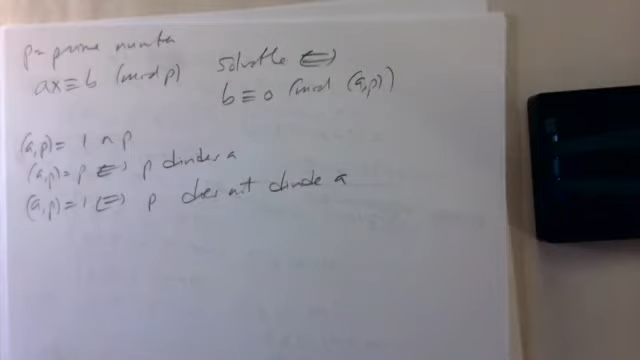 p = prime number
ax ≡ b (mod p) solvable ⇔
b ≡ 0 (mod (a,p))
(a,p) = 1 or p
(a,p) = p ⇔ p divides a
(a,p) = 1 ⇔ p does not divide a